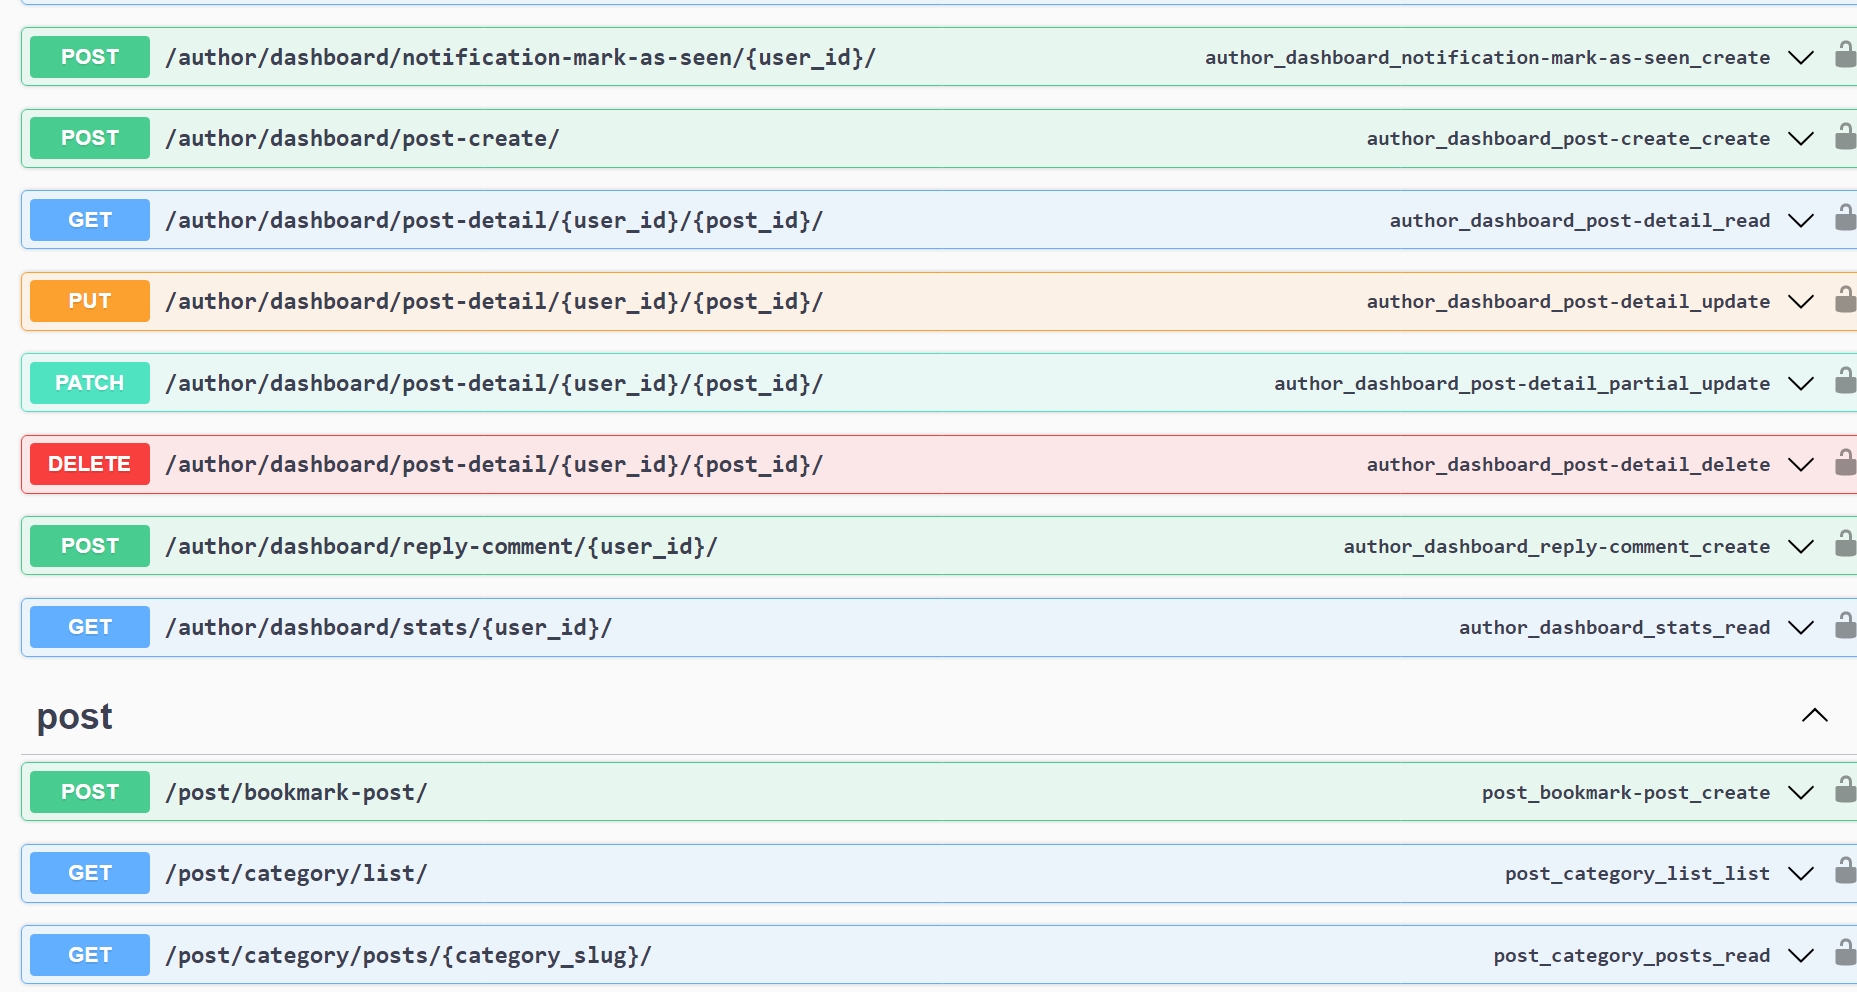 POST /author/dashboard/notification-mark-as-seen/{user_id}/ author_dashboard_notification-mark-as-seen_create
POST /author/dashboard/post-create/ author_dashboard_post-create_create
GET /author/dashboard/post-detail/{user_id}/{post_id}/ author_dashboard_post-detail_read
PUT /author/dashboard/post-detail/{user_id}/{post_id}/ author_dashboard_post-detail_update
PATCH /author/dashboard/post-detail/{user_id}/{post_id}/ author_dashboard_post-detail_partial_update
DELETE /author/dashboard/post-detail/{user_id}/{post_id}/ author_dashboard_post-detail_delete
POST /author/dashboard/reply-comment/{user_id}/ author_dashboard_reply-comment_create
GET /author/dashboard/stats/{user_id}/ author_dashboard_stats_read
post
POST /post/bookmark-post/ post_bookmark-post_create
GET /post/category/list/ post_category_list_list
GET /post/category/posts/{category_slug}/ post_category_posts_read